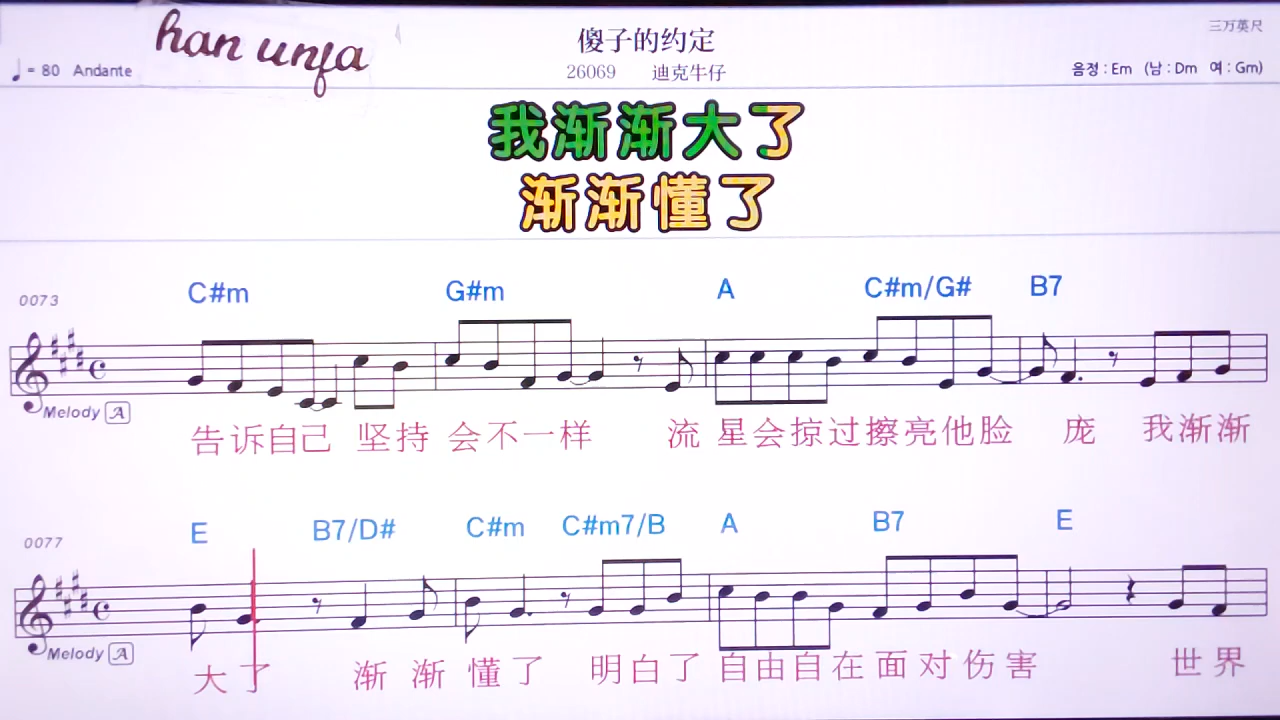 han unfa
傻子的约定
三万英尺
♩= 80 Andante
26069 迪克牛仔
음정 : Em (남 : Dm 여 : Gm)
我渐渐大了
渐渐懂了
0073
C#m G#m A C#m/G# B7
Melody A
告诉自己 坚持 会不一样 流 星会掠过擦亮他脸 庞 我渐渐
0077
E B7/D# C#m C#m7/B A B7 E
Melody A
大了 渐 渐 懂了 明白了 自由自在面对伤害 世界